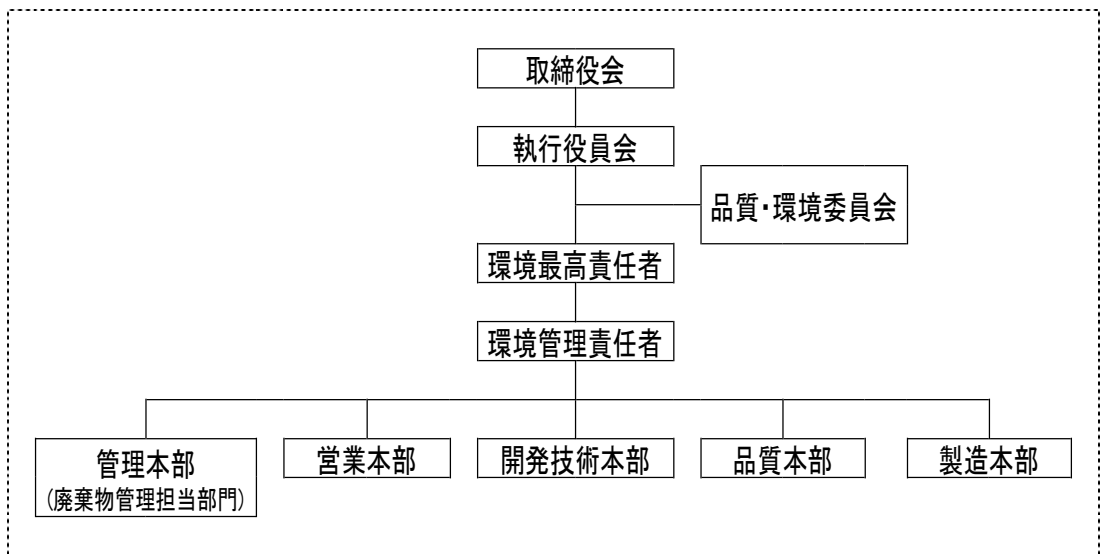 取締役会
執行役員会
品質・環境委員会
環境最高責任者
環境管理責任者
管理本部
(廃棄物管理担当部門)
営業本部
開発技術本部
品質本部
製造本部